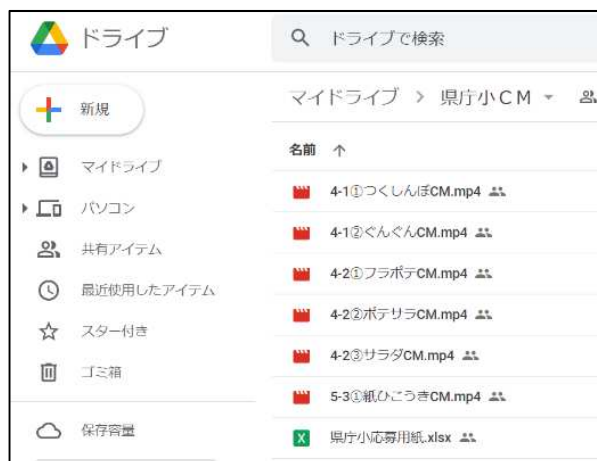 ドライブ
ドライブで検索
新規
マイドライブ
パソコン
共有アイテム
最近使用したアイテム
スター付き
ゴミ箱
保存容量
マイドライブ > 県庁小ＣＭ
名前 ↑
4-1①つくしんぼCM.mp4
4-1②ぐんぐんCM.mp4
4-2①フラポテCM.mp4
4-2②ポテサラCM.mp4
4-2③サラダCM.mp4
5-3①紙ひこうきCM.mp4
県庁小応募用紙.xlsx